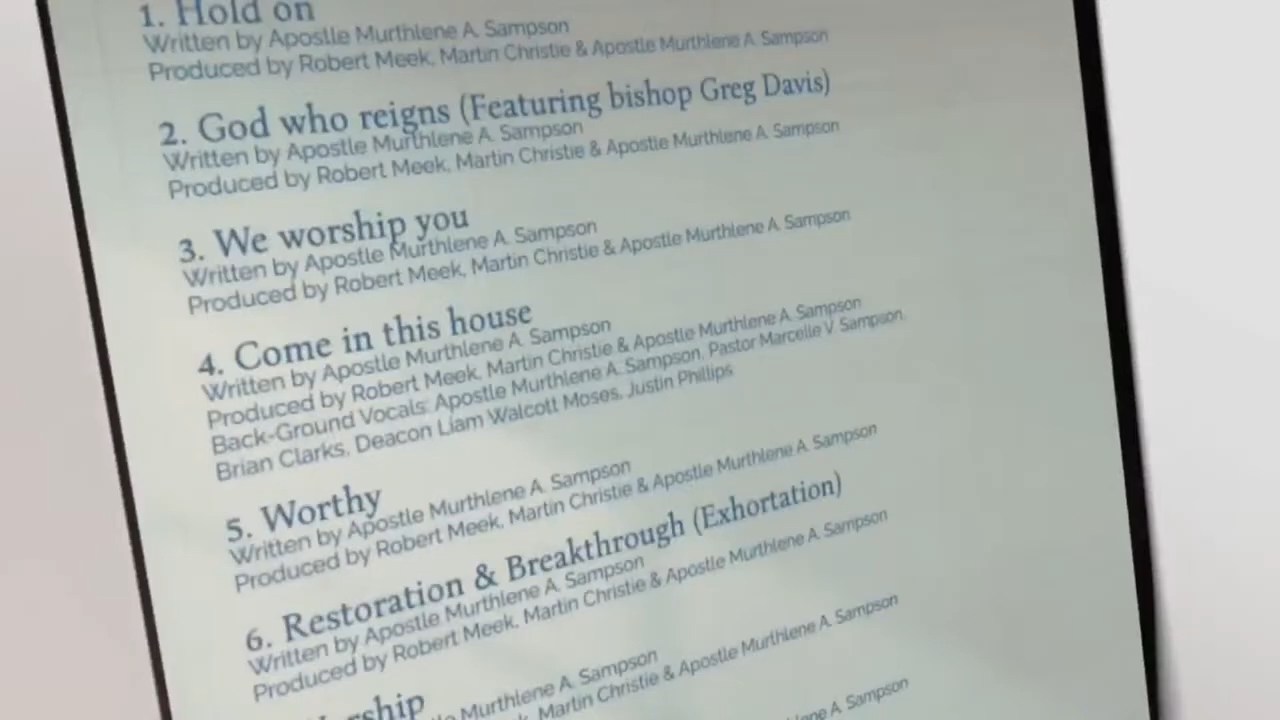 1. Hold on
Written by Apostle Murthlene A. Sampson
Produced by Robert Meek, Martin Christie & Apostle Murthlene A. Sampson
2. God who reigns (Featuring bishop Greg Davis)
Written by Apostle Murthlene A. Sampson
Produced by Robert Meek, Martin Christie & Apostle Murthlene A. Sampson
3. We worship you
Written by Apostle Murthlene A. Sampson
Produced by Robert Meek, Martin Christie & Apostle Murthlene A. Sampson
4. Come in this house
Written by Apostle Murthlene A. Sampson
Produced by Robert Meek, Martin Christie & Apostle Murthlene A. Sampson
Back-Ground Vocals: Apostle Murthlene A. Sampson, Pastor Marcelle V. Sampson,
Brian Clarks, Deacon Liam Walcott Moses, Justin Phillips
5. Worthy
Written by Apostle Murthlene A. Sampson
Produced by Robert Meek, Martin Christie & Apostle Murthlene A. Sampson
6. Restoration & Breakthrough (Exhortation)
Written by Apostle Murthlene A. Sampson
Produced by Robert Meek, Martin Christie & Apostle Murthlene A. Sampson
Murthlene A. Sampson
Martin Christie & Apostle Murthlene A. Sampson
A. Sampson